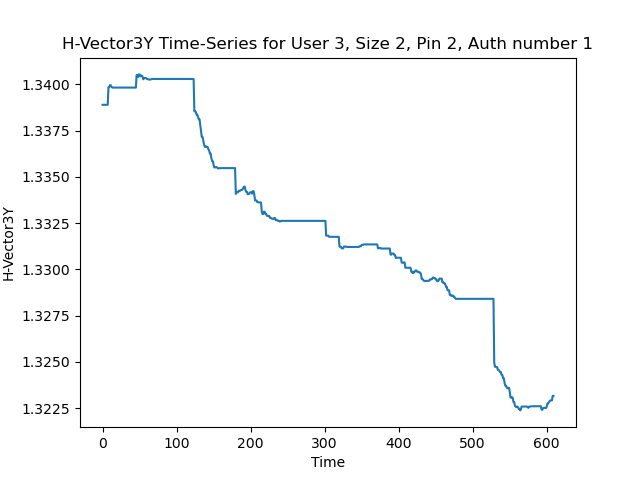 H-Vector3Y Time-Series for User 3, Size 2, Pin 2, Auth number 1
1.3400
1.3375
1.3350
1.3325
1.3300
1.3275
1.3250
1.3225
H-Vector3Y
0 100 200 300 400 500 600
Time